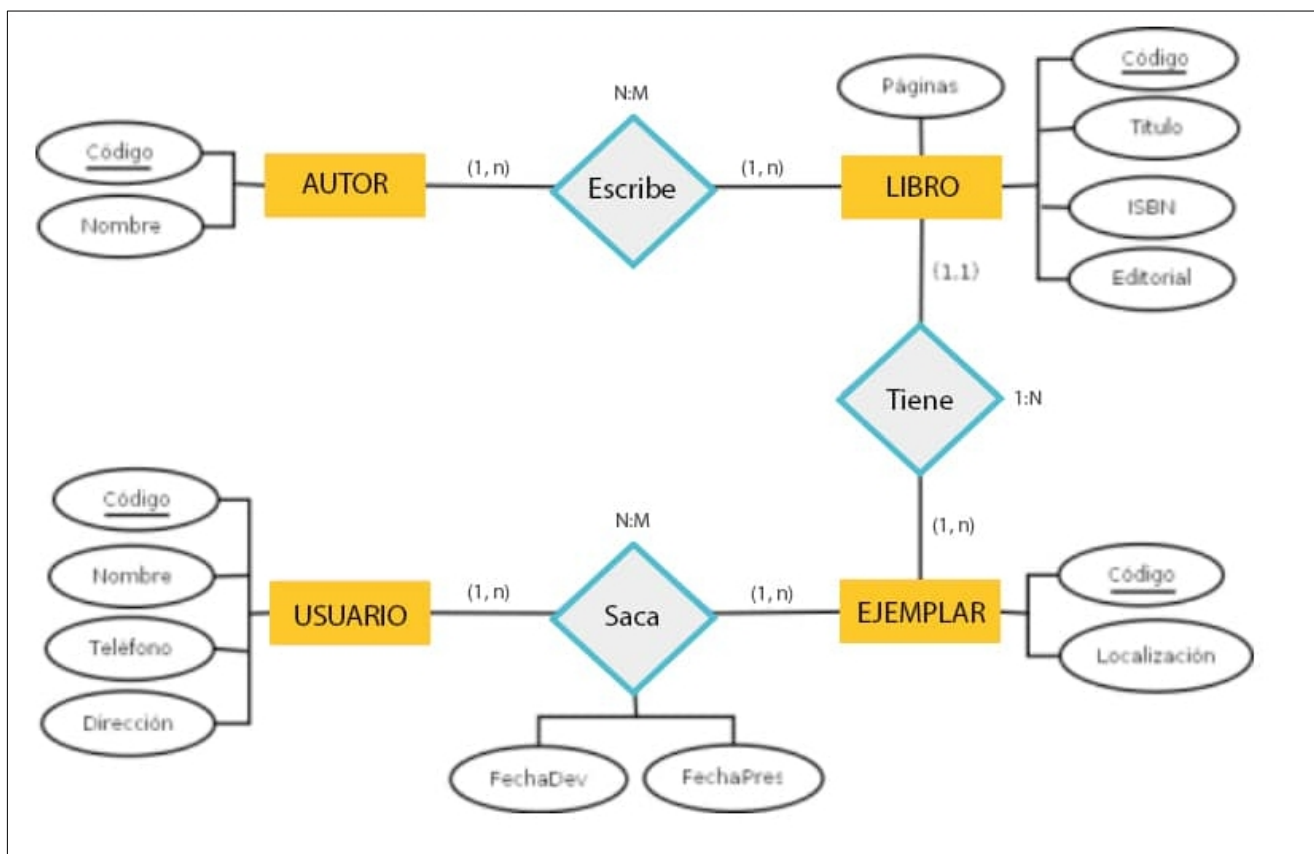 Código
Nombre
AUTOR
(1, n)
N:M
Escribe
(1, n)
Páginas
LIBRO
Código
Titulo
ISBN
Editorial
(1,1)
Tiene
1:N
(1, n)
Código
Nombre
Teléfono
Dirección
USUARIO
(1, n)
N:M
Saca
(1, n)
EJEMPLAR
Código
Localización
FechaDev
FechaPres